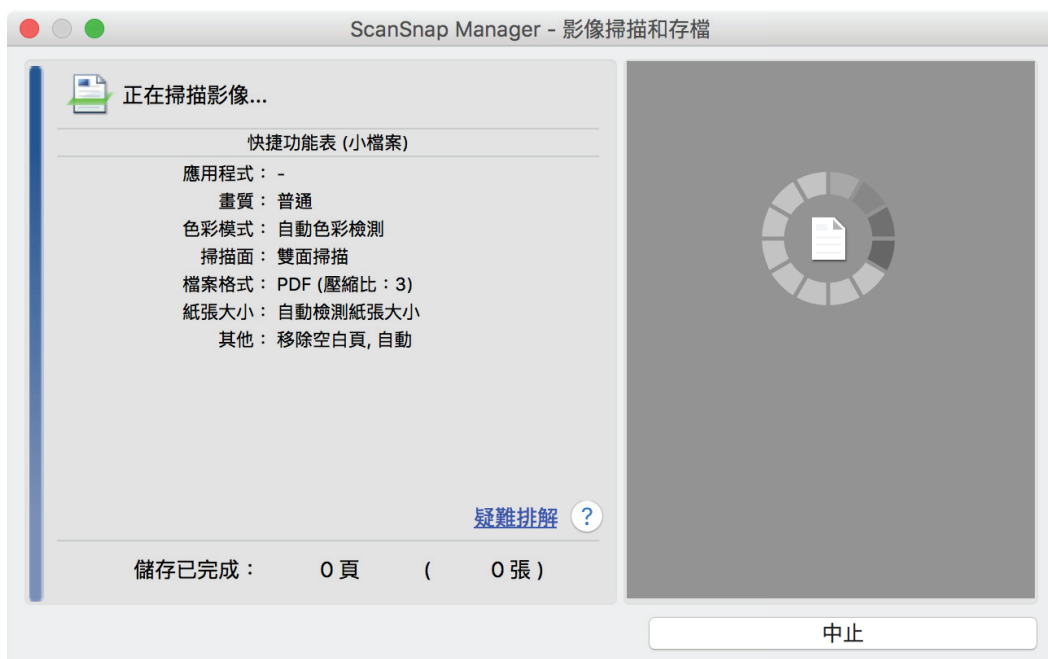 ScanSnap Manager - 影像掃描和存檔
正在掃描影像...
快捷功能表 (小檔案)
應用程式： -
畫質： 普通
色彩模式： 自動色彩檢測
掃描面： 雙面掃描
檔案格式： PDF (壓縮比：3)
紙張大小： 自動檢測紙張大小
其他： 移除空白頁, 自動
疑難排解 ?
儲存已完成： 0 頁 ( 0 張 )
中止